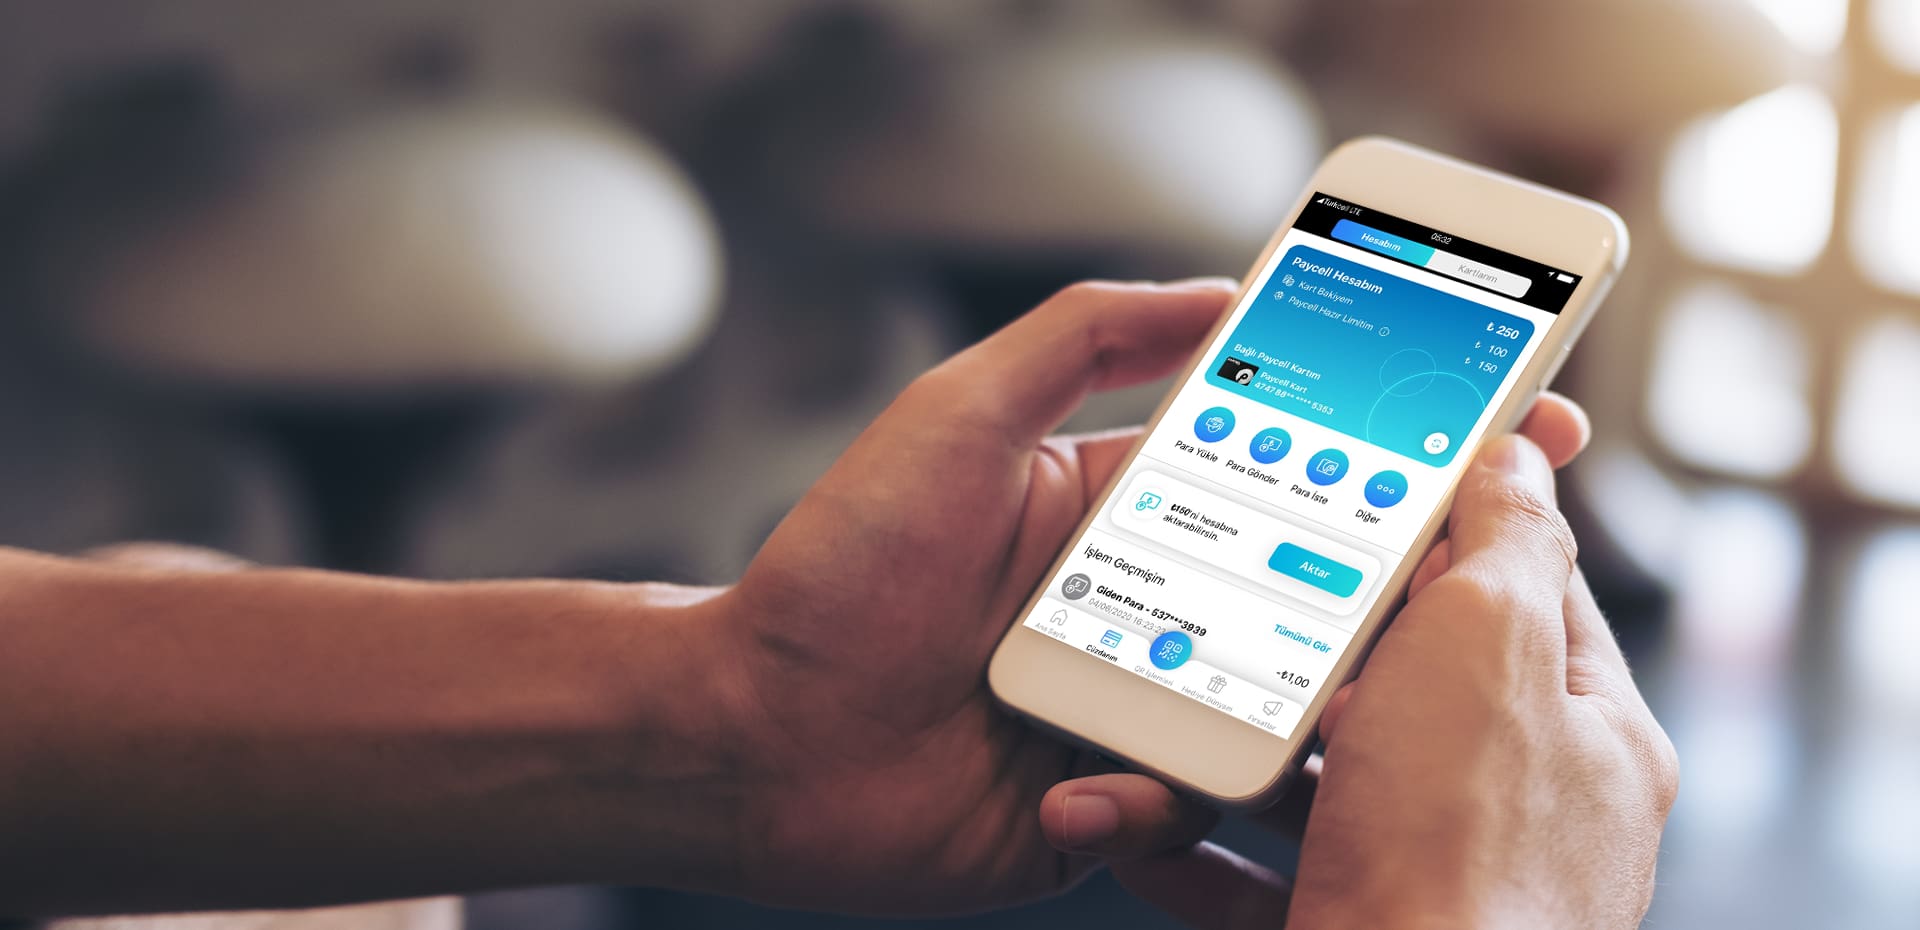 Turkcell LTE
05:32
Hesabım
Kartlarım
Paycell Hesabım
₺ 250
Kart Bakiyem
₺ 100
Paycell Hazır Limitim
₺ 150
Bağlı Paycell Kartım
Paycell Kart
474788** **** 5353
Para Yükle
Para Gönder
Para İste
Diğer
₺150'ni hesabına
aktarabilirsin.
Aktar
İşlem Geçmişim
Tümünü Gör
Giden Para - 537***3939
04/06/2020 16:23:23
-₺1,00
Ana Sayfa
Cüzdanım
QR İşlemleri
Hediye Dünyam
Fırsatlar